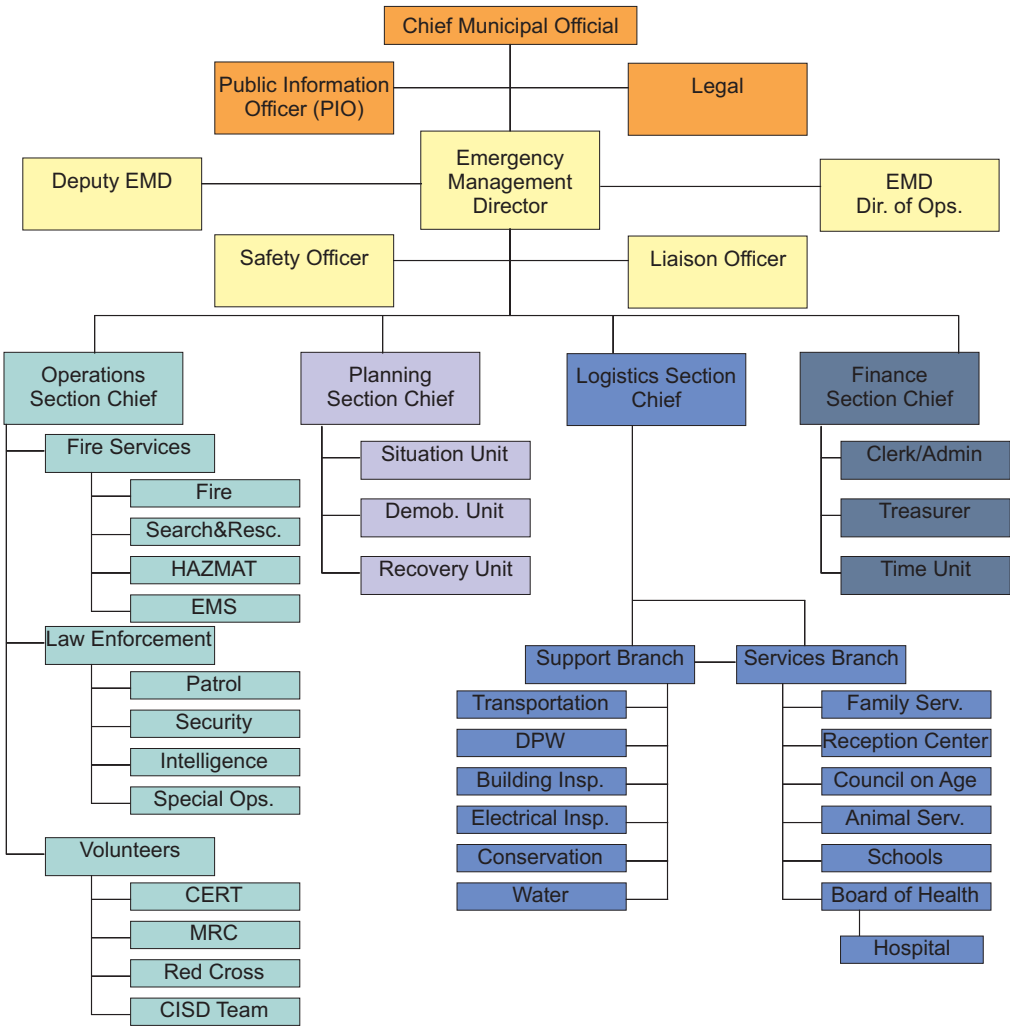 Chief Municipal Official
Public Information
Officer (PIO)
Legal
Emergency
Management
Director
Deputy EMD
EMD
Dir. of Ops.
Safety Officer
Liaison Officer
Operations
Section Chief
Fire Services
Fire
Search&Resc.
HAZMAT
EMS
Law Enforcement
Patrol
Security
Intelligence
Special Ops.
Volunteers
CERT
MRC
Red Cross
CISD Team
Planning
Section Chief
Situation Unit
Demob. Unit
Recovery Unit
Logistics Section
Chief
Support Branch
Transportation
DPW
Building Insp.
Electrical Insp.
Conservation
Water
Services Branch
Family Serv.
Reception Center
Council on Age
Animal Serv.
Schools
Board of Health
Hospital
Finance
Section Chief
Clerk/Admin
Treasurer
Time Unit